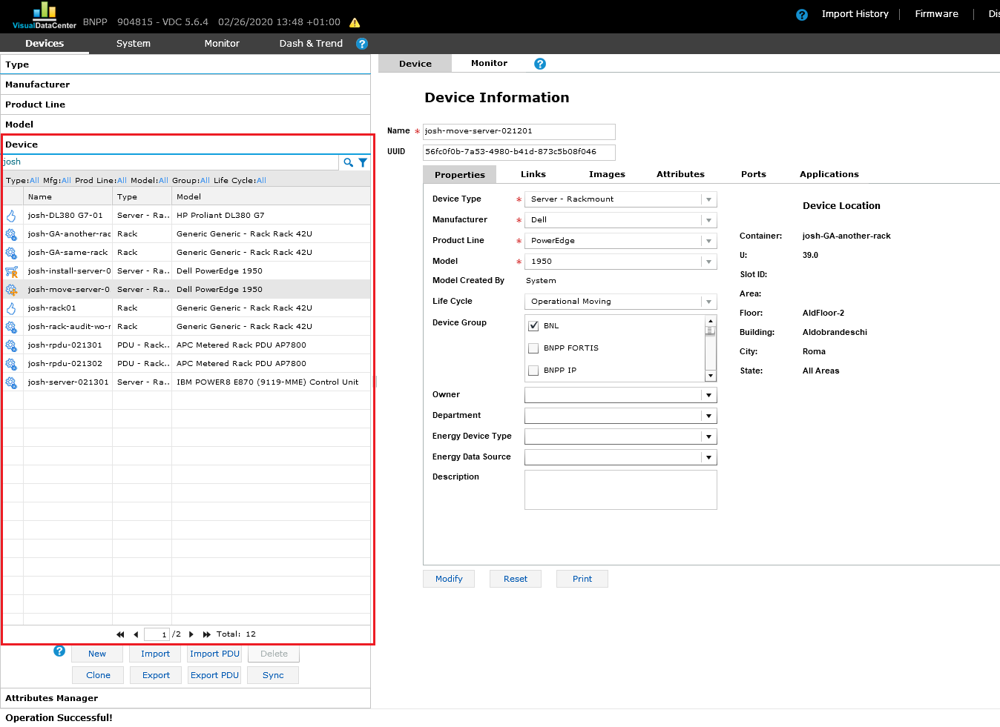 VisualDataCenter BNPP 904815 - VDC 5.6.4 02/26/2020 13:48 +01:00
? Import History Firmware
Devices System Monitor Dash & Trend ?
Type
Manufacturer
Product Line
Model
Device
josh
Type:All Mfg:All Prod Line:All Model:All Group:All Life Cycle:All
Name Type Model
josh-DL380 G7-01 Server - Ra.. HP Proliant DL380 G7
josh-GA-another-rac Rack Generic Generic - Rack Rack 42U
josh-GA-same-rack Rack Generic Generic - Rack Rack 42U
josh-install-server-0 Server - Ra.. Dell PowerEdge 1950
josh-move-server-0 Server - Ra.. Dell PowerEdge 1950
josh-rack01 Rack Generic Generic - Rack Rack 42U
josh-rack-audit-wo-r Rack Generic Generic - Rack Rack 42U
josh-rpdu-021301 PDU - Rack.. APC Metered Rack PDU AP7800
josh-rpdu-021302 PDU - Rack.. APC Metered Rack PDU AP7800
josh-server-021301 Server - Ra.. IBM POWER8 E870 (9119-MME) Control Unit
1 /2 Total: 12
? New Import Import PDU Delete
Clone Export Export PDU Sync
Attributes Manager
Operation Successful!
Device Monitor ?
Device Information
Name * josh-move-server-021201
UUID 56fc0f0b-7a53-4980-b41d-873c5b08f046
Properties Links Images Attributes Ports Applications
Device Type * Server - Rackmount
Manufacturer * Dell
Product Line * PowerEdge
Model * 1950
Model Created By System
Life Cycle Operational Moving
Device Group BNL
BNPP FORTIS
BNPP IP
Owner
Department
Energy Device Type
Energy Data Source
Description
Device Location
Container: josh-GA-another-rack
U: 39.0
Slot ID:
Area:
Floor: AldFloor-2
Building: Aldobrandeschi
City: Roma
State: All Areas
Modify Reset Print